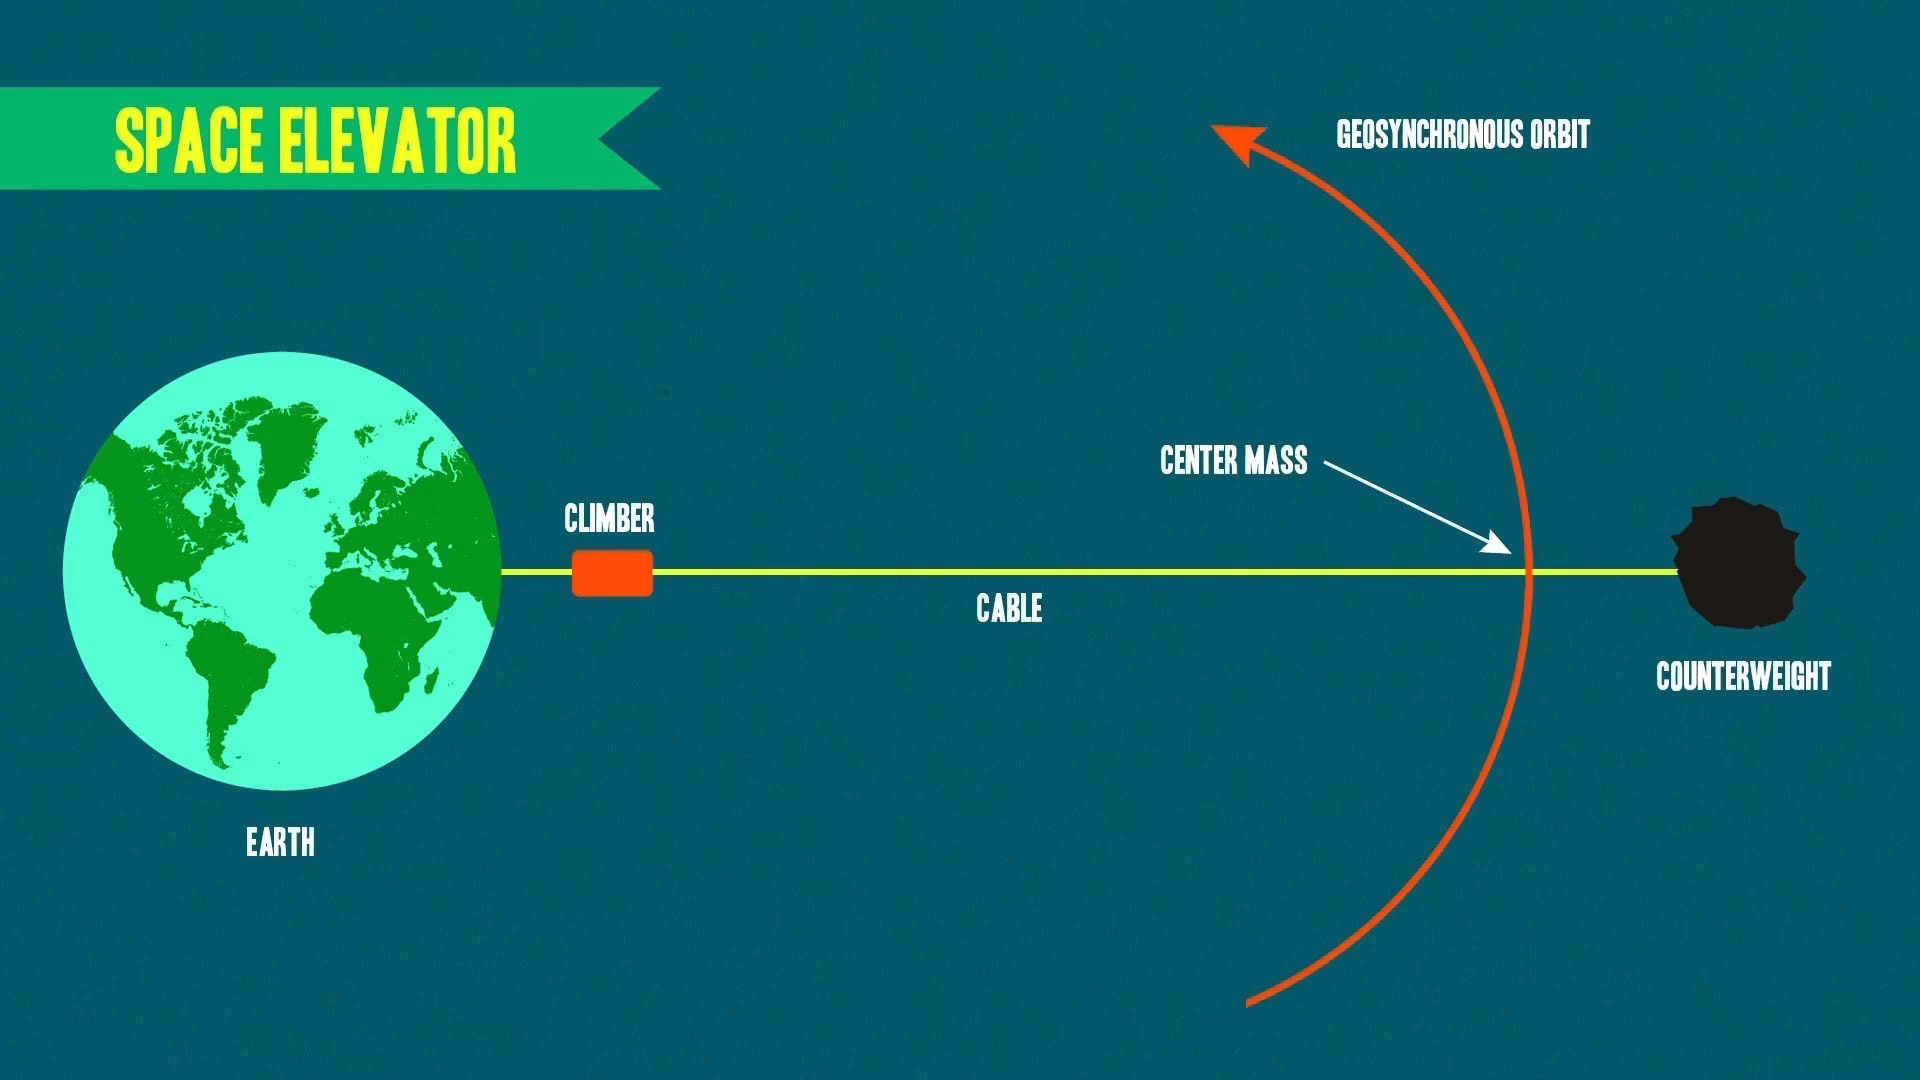 SPACE ELEVATOR
GEOSYNCHRONOUS ORBIT
CENTER MASS
CLIMBER
CABLE
COUNTERWEIGHT
EARTH